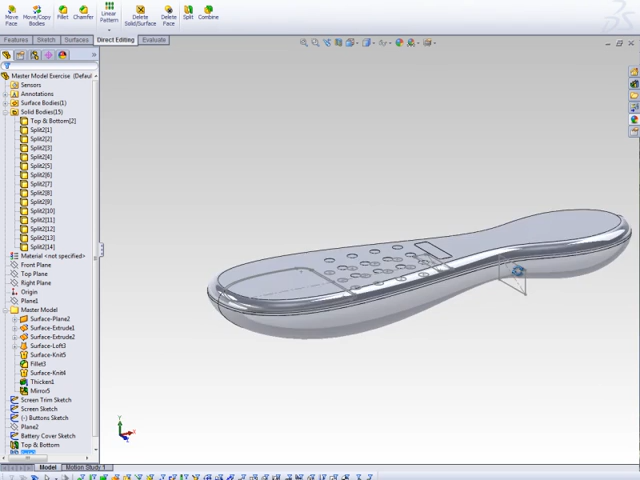 Move Face
Move/Copy Bodies
Fillet
Chamfer
Linear Pattern
Delete Solid/Surface
Delete Face
Split
Combine
Features
Sketch
Surfaces
Direct Editing
Evaluate
Master Model Exercise (Defaul
Sensors
Annotations
Surface Bodies(1)
Solid Bodies(15)
Top & Bottom[2]
Split2[1]
Split2[2]
Split2[3]
Split2[4]
Split2[5]
Split2[6]
Split2[7]
Split2[8]
Split2[9]
Split2[10]
Split2[11]
Split2[12]
Split2[13]
Split2[14]
Material <not specified>
Front Plane
Top Plane
Right Plane
Origin
Plane1
Master Model
Surface-Plane2
Surface-Extrude1
Surface-Extrude2
Surface-Loft3
Surface-Knit5
Fillet3
Surface-Knit4
Thicken1
Mirror5
Screen Trim Sketch
Screen Sketch
(-) Buttons Sketch
Plane2
Battery Cover Sketch
Top & Bottom
Model
Motion Study 1